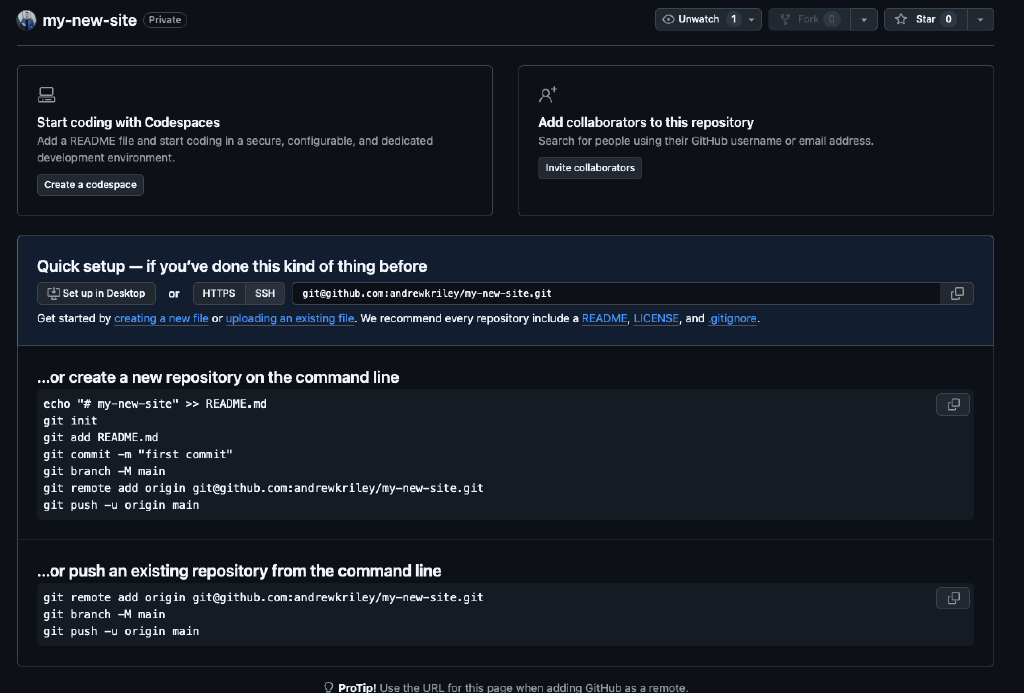 my-new-site Private
Unwatch 1
Fork 0
Star 0
Start coding with Codespaces
Add a README file and start coding in a secure, configurable, and dedicated
development environment.
Create a codespace
Add collaborators to this repository
Search for people using their GitHub username or email address.
Invite collaborators
Quick setup — if you’ve done this kind of thing before
Set up in Desktop or HTTPS SSH git@github.com:andrewkriley/my-new-site.git
Get started by creating a new file or uploading an existing file. We recommend every repository include a README, LICENSE, and .gitignore.
...or create a new repository on the command line
echo "# my-new-site" >> README.md
git init
git add README.md
git commit -m "first commit"
git branch -M main
git remote add origin git@github.com:andrewkriley/my-new-site.git
git push -u origin main
...or push an existing repository from the command line
git remote add origin git@github.com:andrewkriley/my-new-site.git
git branch -M main
git push -u origin main
ProTip! Use the URL for this page when adding GitHub as a remote.